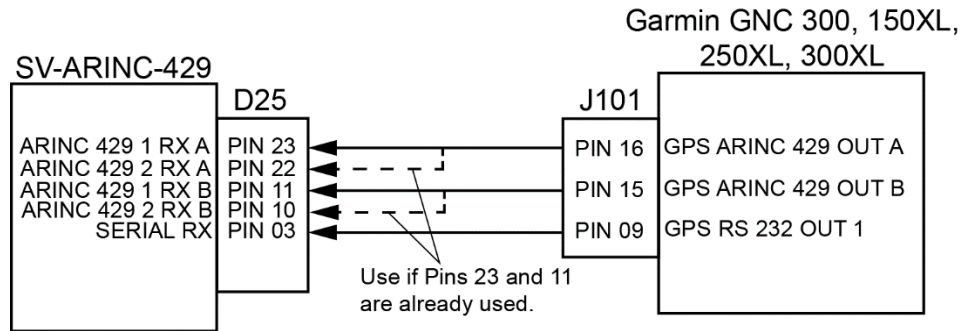 Garmin GNC 300, 150XL,
250XL, 300XL
SV-ARINC-429
D25
J101
ARINC 429 1 RX A PIN 23
ARINC 429 2 RX A PIN 22
ARINC 429 1 RX B PIN 11
ARINC 429 2 RX B PIN 10
SERIAL RX PIN 03
PIN 16 GPS ARINC 429 OUT A
PIN 15 GPS ARINC 429 OUT B
PIN 09 GPS RS 232 OUT 1
Use if Pins 23 and 11
are already used.